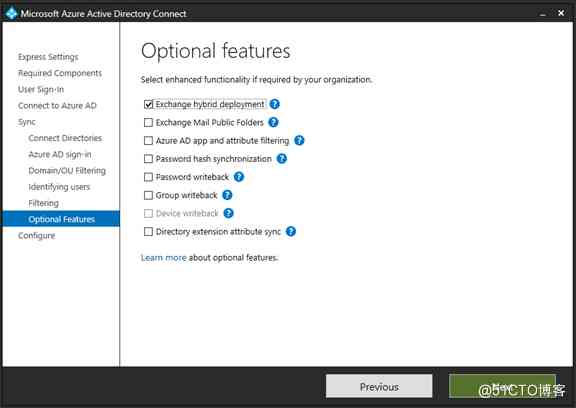 Microsoft Azure Active Directory Connect
Express Settings
Required Components
User Sign-In
Connect to Azure AD
Sync
Connect Directories
Azure AD sign-in
Domain/OU Filtering
Identifying users
Filtering
Optional Features
Configure
Optional features
Select enhanced functionality if required by your organization.
Exchange hybrid deployment ?
Exchange Mail Public Folders ?
Azure AD app and attribute filtering ?
Password hash synchronization ?
Password writeback ?
Group writeback ?
Device writeback ?
Directory extension attribute sync ?
Learn more about optional features.
Previous
@51CTO博客